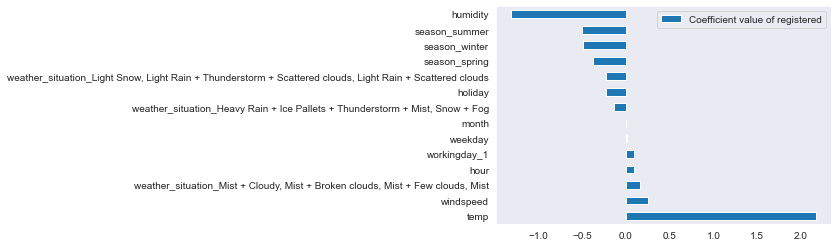 humidity
Coefficient value of registered
season_summer
season_winter
season_spring
weather_situation_Light Snow, Light Rain + Thunderstorm + Scattered clouds, Light Rain + Scattered clouds
holiday
weather_situation_Heavy Rain + Ice Pallets + Thunderstorm + Mist, Snow + Fog
month
weekday
workingday_1
hour
weather_situation_Mist + Cloudy, Mist + Broken clouds, Mist + Few clouds, Mist
windspeed
temp
−1.0 −0.5 0.0 0.5 1.0 1.5 2.0